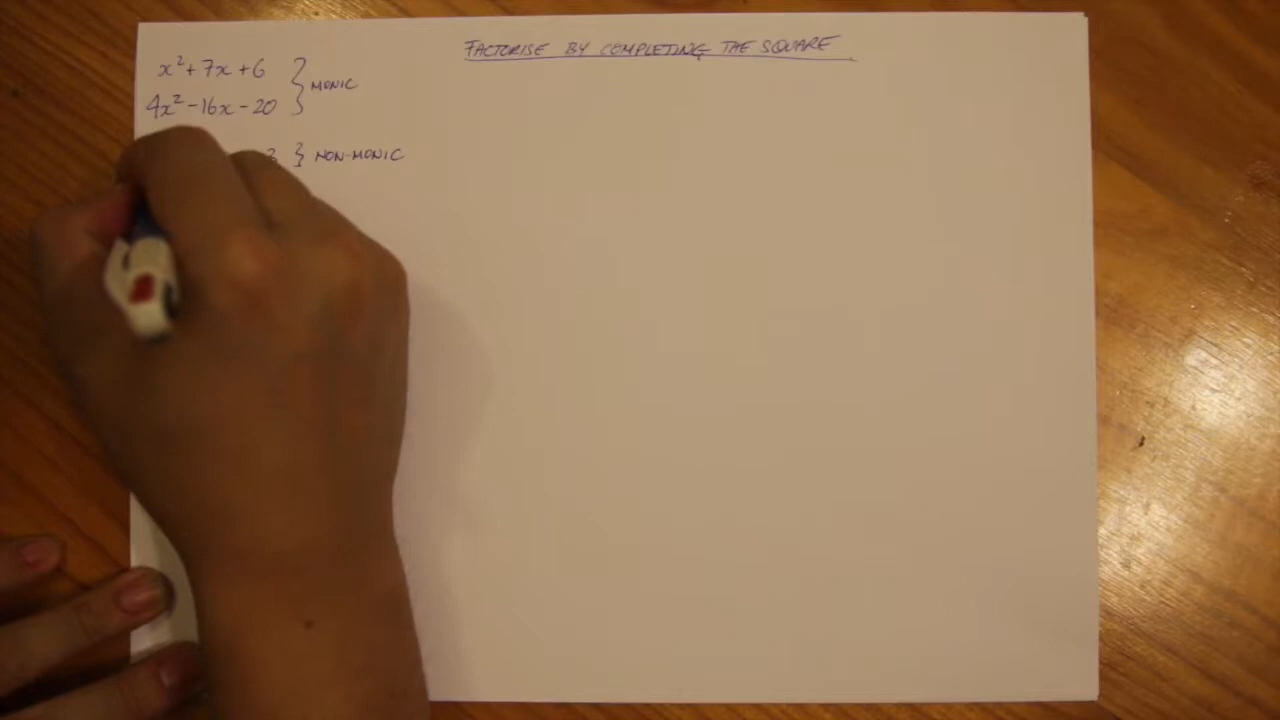 FACTORISE BY COMPLETING THE SQUARE
x² + 7x + 6 } MONIC
4x² - 16x - 20
} NON-MONIC